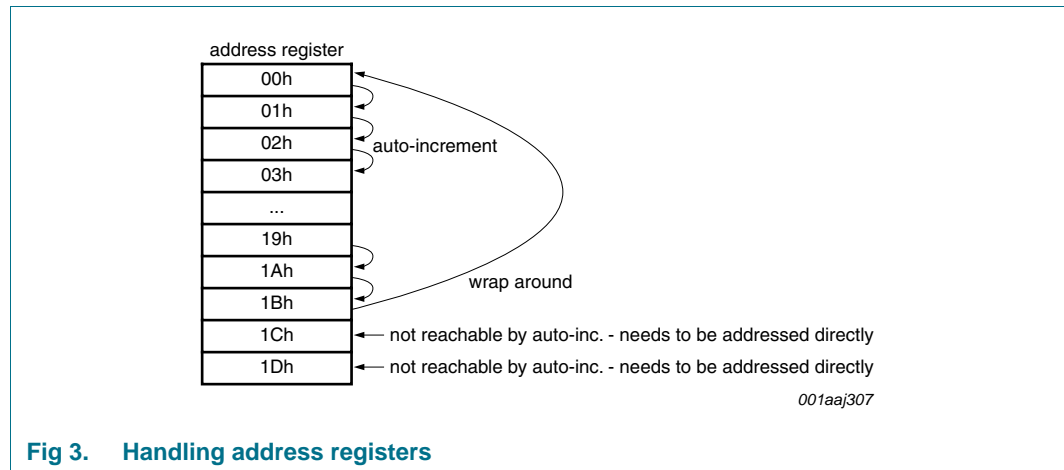 address register
00h
01h
02h
auto-increment
03h
...
19h
1Ah
wrap around
1Bh
1Ch
not reachable by auto-inc. - needs to be addressed directly
1Dh
not reachable by auto-inc. - needs to be addressed directly
001aaj307
Fig 3. Handling address registers